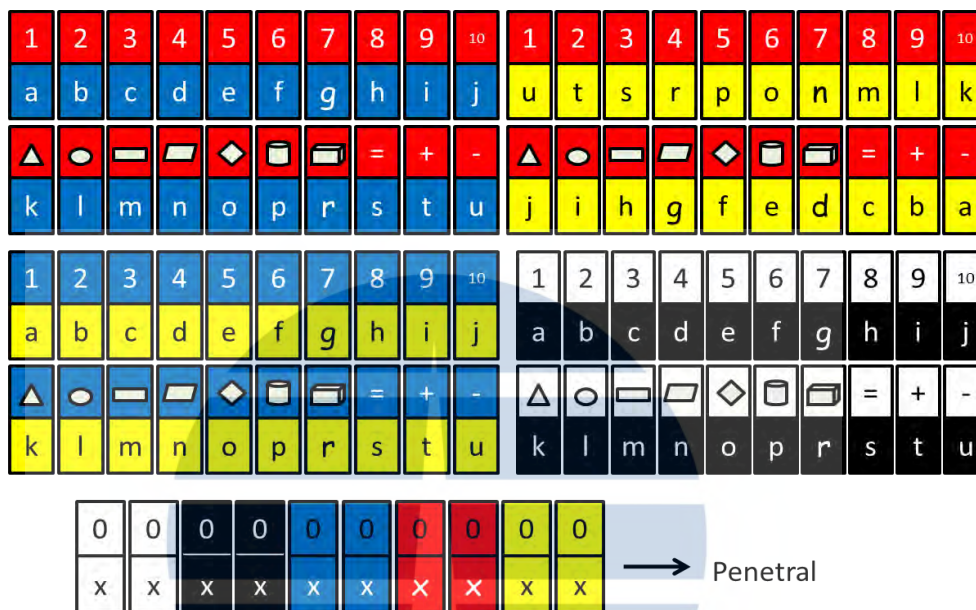 1 2 3 4 5 6 7 8 9 10 1 2 3 4 5 6 7 8 9 10
a b c d e f g h i j u t s r p o n m l k
= + - = + -
k l m n o p r s t u j i h g f e d c b a
1 2 3 4 5 6 7 8 9 10 1 2 3 4 5 6 7 8 9 10
a b c d e f g h i j a b c d e f g h i j
= + - = + -
k l m n o p r s t u k l m n o p r s t u
0 0 0 0 0 0 0 0 0 0
x x x x x x x x x x
Penetral